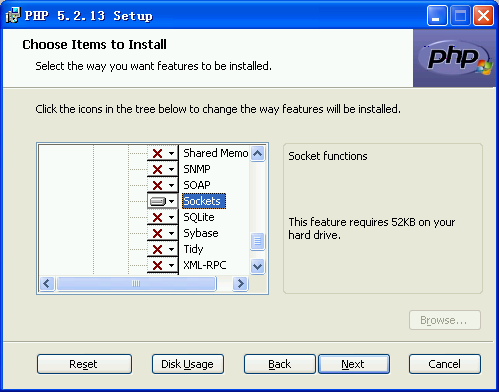 PHP 5.2.13 Setup
Choose Items to Install
Select the way you want features to be installed.
php
Click the icons in the tree below to change the way features will be installed.
Shared Memo
SNMP
SOAP
Sockets
SQLite
Sybase
Tidy
XML-RPC
Socket functions
This feature requires 52KB on your
hard drive.
Browse...
Reset
Disk Usage
Back
Next
Cancel